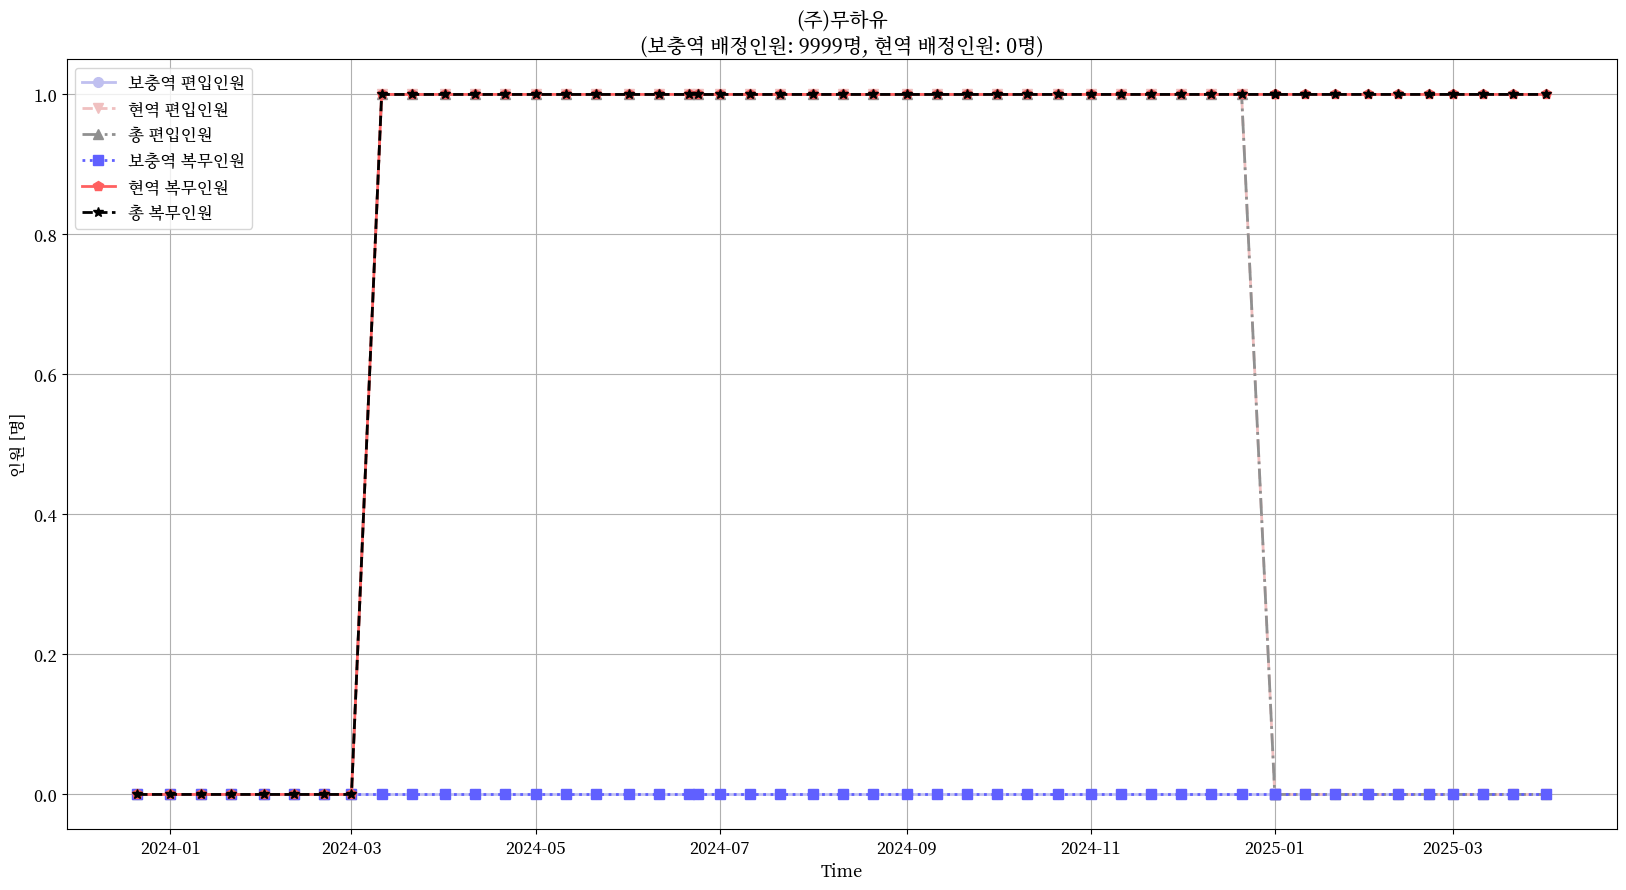 (주)무하유
(보충역 배정인원: 9999명, 현역 배정인원: 0명)
보충역 편입인원
현역 편입인원
총 편입인원
보충역 복무인원
현역 복무인원
총 복무인원
1.0
0.8
0.6
0.4
0.2
0.0
인원 [명]
2024-01
2024-03
2024-05
2024-07
2024-09
2024-11
2025-01
2025-03
Time